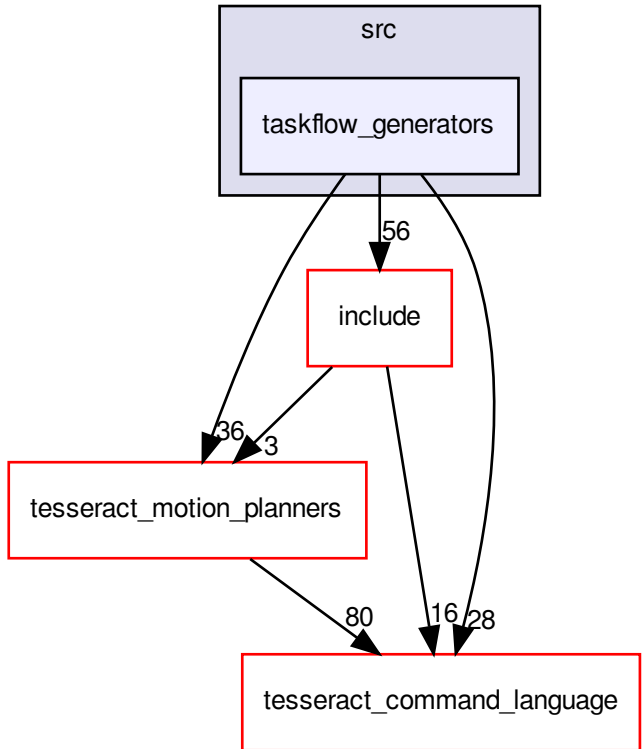 src
taskflow_generators
56
include
36
3
tesseract_motion_planners
80
16
28
tesseract_command_language